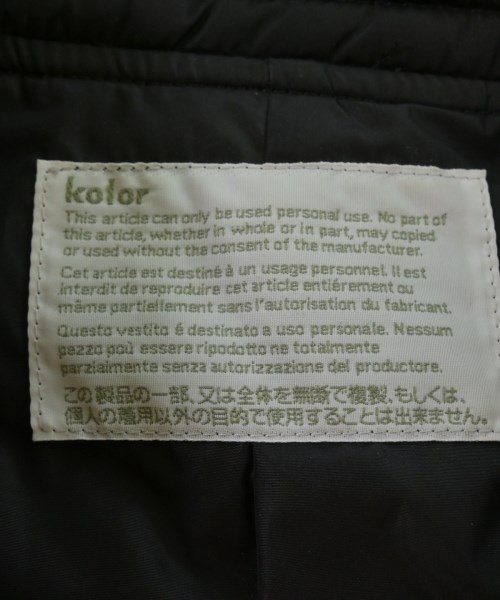 kolor
This article can only be used personal use. No part of
this article, whether in whole or in part, may copied
or used without the consent of the manufacturer.
Cet article est destiné à un usage personnel. Il est
interdit de reproduire cet article entiérement ou
même partiellement sans l'autorisation du fabricant.
Questo vestito é destinato a uso personale. Nessum
pezzo paù essere ripodotto ne totalmente
parzialmente senza autorizzazione del productore.
この製品の一部、又は全体を無断で複製、もしくは、
個人の着用以外の目的で使用することは出来ません。